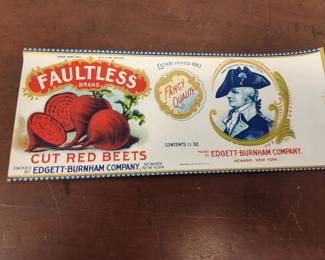 FAULTLESS
BRAND
CUT RED BEETS
PACKED BY EDGETT-BURNHAM COMPANY, NEWARK, NEW YORK
ESTABLISHED
FANCY
QUALITY
CONTENTS 11 OZ.
PACKED BY EDGETT-BURNHAM COMPANY,
NEWARK, NEW YORK